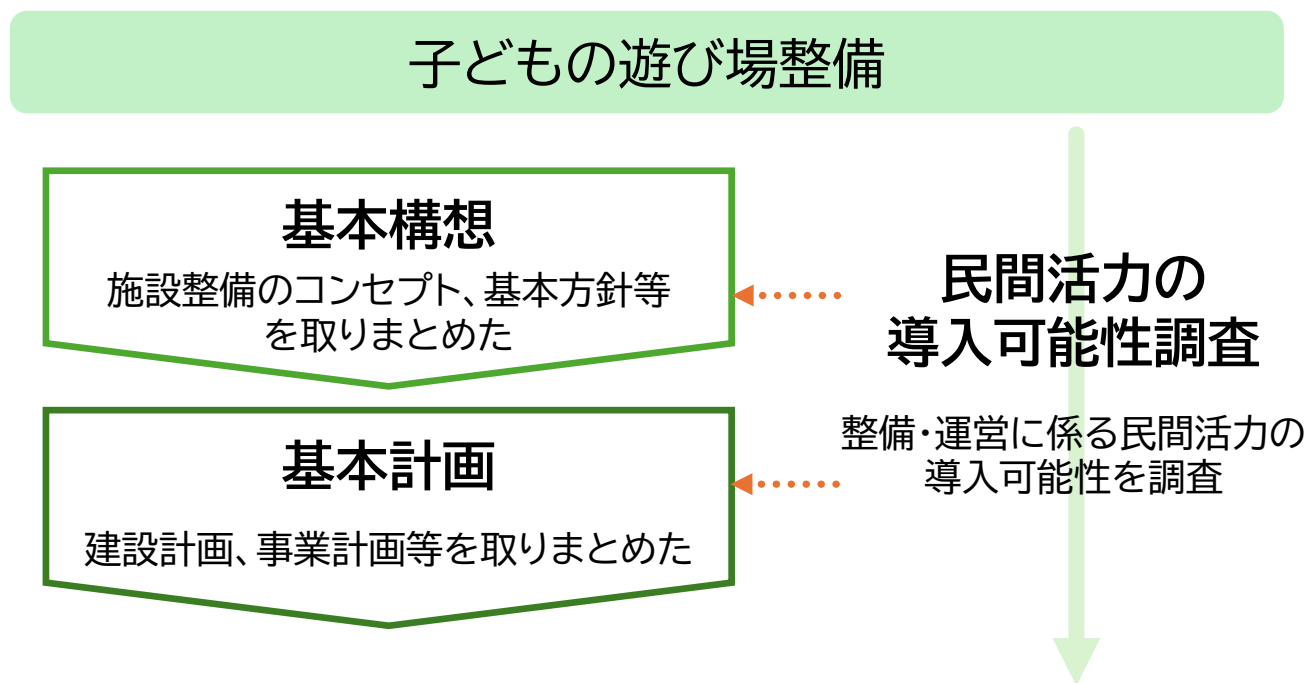 子どもの遊び場整備
基本構想
施設整備のコンセプト、基本方針等
を取りまとめた
民間活力の
導入可能性調査
整備・運営に係る民間活力の
導入可能性を調査
基本計画
建設計画、事業計画等を取りまとめた